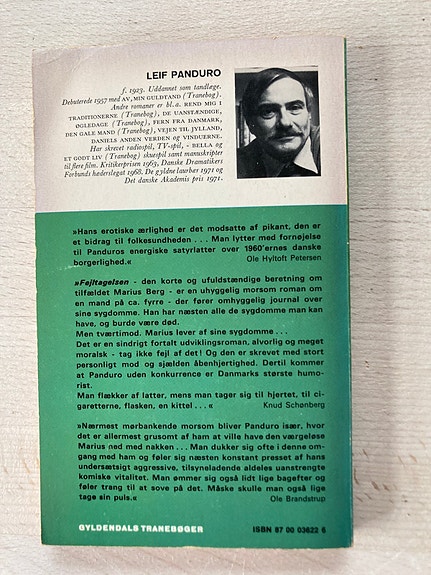 LEIF PANDURO
f. 1923. Uddannet som tandlæge.
Debuterede 1957 med AV, MIN GULDTAND (Tranebog).
Andre romaner er bl.a. REND MIG I
TRADITIONERNE (Tranebog), DE UANSTÆNDIGE,
ØGLEDAGE (Tranebog), FERN FRA DANMARK,
DEN GALE MAND (Tranebog), VEJEN TIL JYLLAND,
DANIELS ANDEN VERDEN og VINDUERNE.
Har skrevet radiospil, TV-spil, - BELLA og
ET GODT LIV (Tranebog) skuespil samt manuskripter
til flere film. Kritikerprisen 1963, Danske Dramatikers
Forbunds hæderslegat 1968. De gyldne laurbær 1971 og
Det danske Akademis pris 1971.
»Hans erotiske ærlighed er det modsatte af pikant, den er
et bidrag til folkesundheden . . . Man lytter med fornøjelse
til Panduros energiske satyrlatter over 1960'ernes danske
borgerlighed.«
Ole Hyltoft Petersen
»Fejltagelsen - den korte og ufuldstændige beretning om
tilfældet Marius Berg - er en uhyggelig morsom roman om
en mand på ca. fyrre - der fører omhyggelig journal over
sine sygdomme. Han har næsten alle de sygdomme man kan
have, og burde være død.
Men tværtimod. Marius lever af sine sygdomme . . .
Det er en sindrigt fortalt udviklingsroman, alvorlig og meget
moralsk - tag ikke fejl af det! Og den er skrevet med stort
personligt mod og sjælden åbenhjertighed. Dertil kommer
at Panduro uden konkurrence er Danmarks største humo-
rist.
Man flækker af latter, mens man tager sig til hjertet, til ci-
garetterne, flasken, en kittel . . . «
Knud Schønberg
»Nærmest mørbankende morsom bliver Panduro især, hvor
det er allermest grusomt af ham at ville have den værgeløse
Marius ned med nakken . . . Man dukker sig ofte i denne om-
gang med ham og føler sig næsten konstant presset af hans
undersætsigt aggressive, tilsyneladende aldeles uanstrengte
komiske vitalitet. Man ømmer sig også lidt lige bagefter og
føler trang til at sove på det. Måske skulle man også lige
tage sin puls.«
Ole Brandstrup
GYLDENDALS TRANEBØGER
ISBN 87 00 03622 6